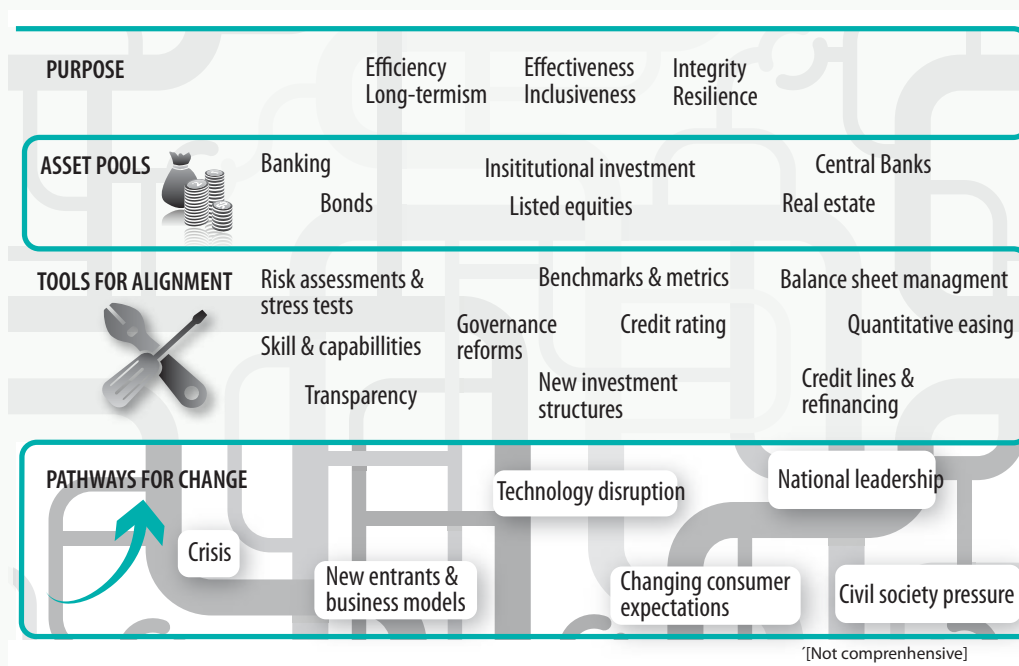 PURPOSE
Efficiency
Long-termism
Effectiveness
Inclusiveness
Integrity
Resilience
ASSET POOLS
Banking
Insititutional investment
Central Banks
Bonds
Listed equities
Real estate
TOOLS FOR ALIGNMENT
Risk assessments &
stress tests
Benchmarks & metrics
Balance sheet managment
Skill & capabillities
Governance
reforms
Credit rating
Quantitative easing
Transparency
New investment
structures
Credit lines &
refinancing
PATHWAYS FOR CHANGE
Technology disruption
National leadership
Crisis
New entrants &
business models
Changing consumer
expectations
Civil society pressure
´[Not comprenhensive]